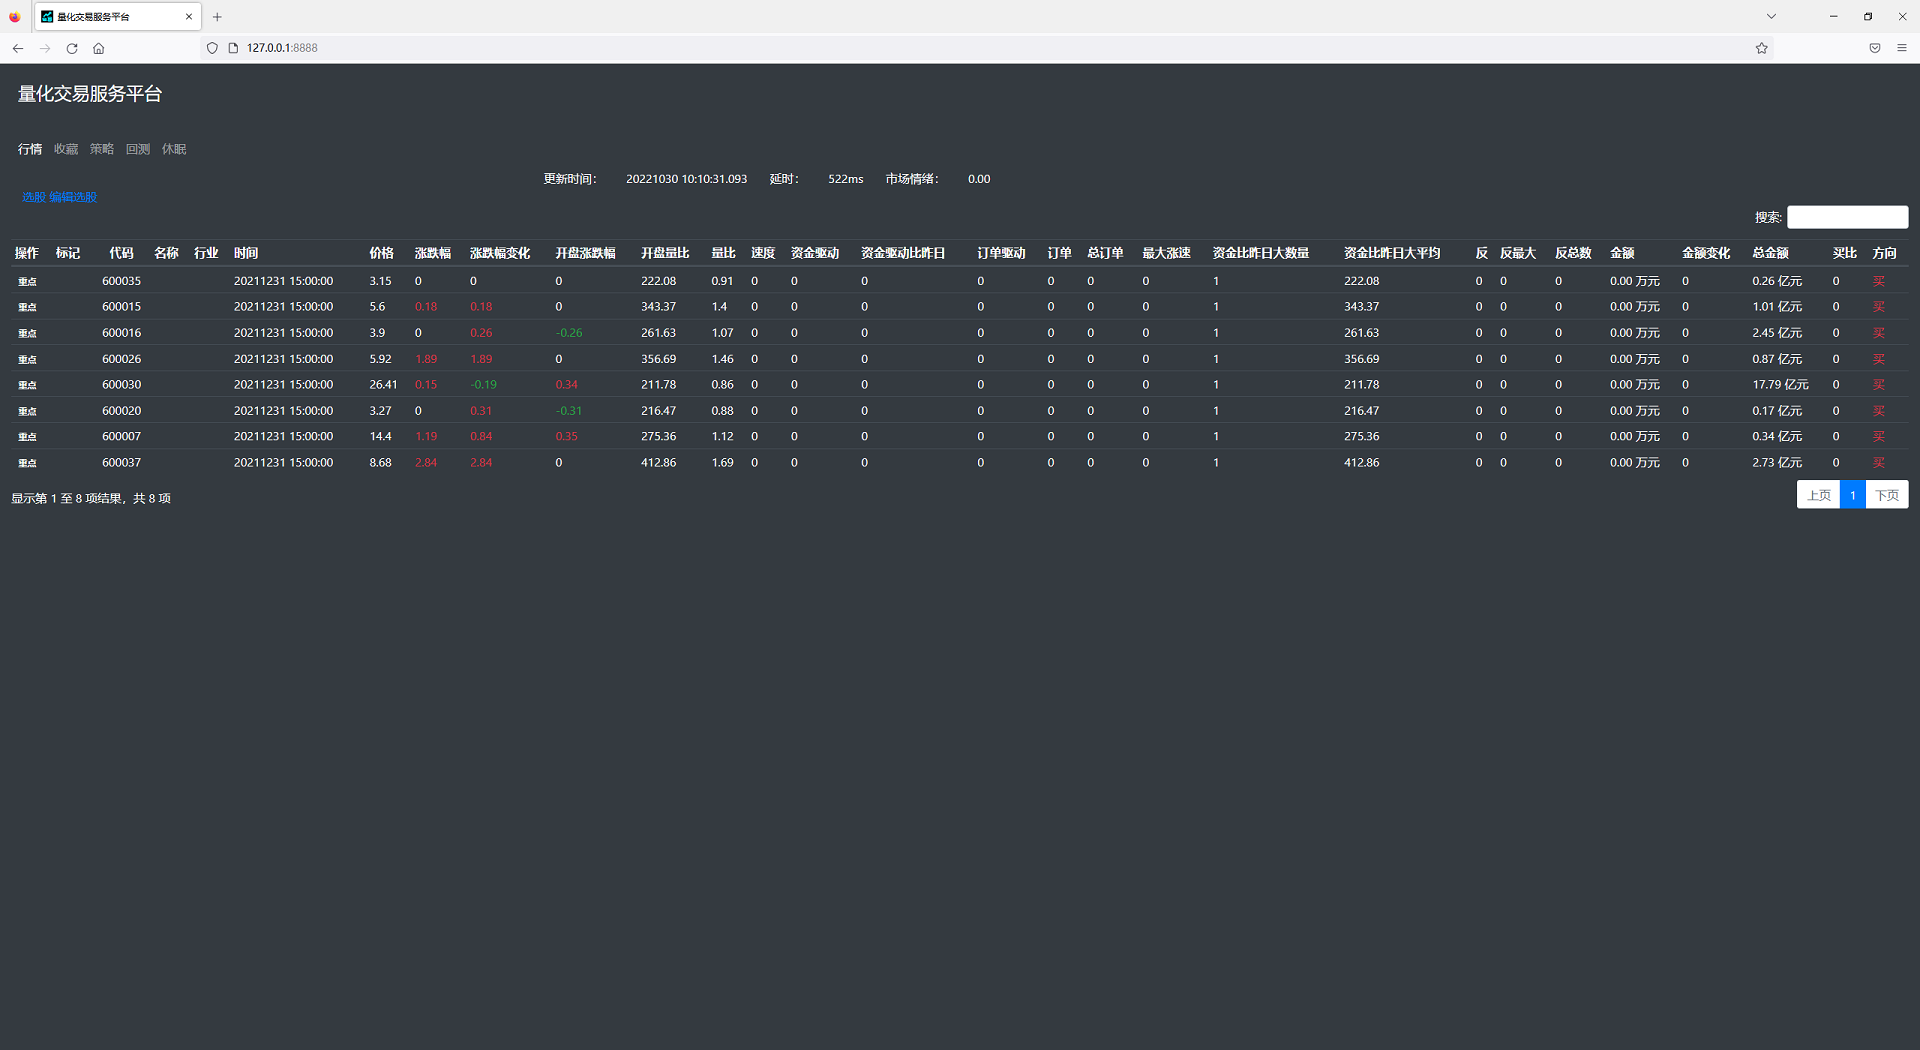 量化交易服务平台
127.0.0.1:8888
量化交易服务平台
行情 收藏 策略 回测 休眠
更新时间： 20221030 10:10:31.093 延时： 522ms 市场情绪： 0.00
选股 编辑选股
搜索:
操作 标记 代码 名称 行业 时间 价格 涨跌幅 涨跌幅变化 开盘涨跌幅 开盘量比 量比 速度 资金驱动 资金驱动比昨日 订单驱动 订单 总订单 最大涨速 资金比昨日大数量 资金比昨日大平均 反 反最大 反总数 金额 金额变化 总金额 买比 方向
重点 600035 20211231 15:00:00 3.15 0 0 0 222.08 0.91 0 0 0 0 0 0 0 1 222.08 0 0 0 0.00 万元 0 0.26 亿元 0 买
重点 600015 20211231 15:00:00 5.6 0.18 0.18 0 343.37 1.4 0 0 0 0 0 0 0 1 343.37 0 0 0 0.00 万元 0 1.01 亿元 0 买
重点 600016 20211231 15:00:00 3.9 0 0.26 -0.26 261.63 1.07 0 0 0 0 0 0 0 1 261.63 0 0 0 0.00 万元 0 2.45 亿元 0 买
重点 600026 20211231 15:00:00 5.92 1.89 1.89 0 356.69 1.46 0 0 0 0 0 0 0 1 356.69 0 0 0 0.00 万元 0 0.87 亿元 0 买
重点 600030 20211231 15:00:00 26.41 0.15 -0.19 0.34 211.78 0.86 0 0 0 0 0 0 0 1 211.78 0 0 0 0.00 万元 0 17.79 亿元 0 买
重点 600020 20211231 15:00:00 3.27 0 0.31 -0.31 216.47 0.88 0 0 0 0 0 0 0 1 216.47 0 0 0 0.00 万元 0 0.17 亿元 0 买
重点 600007 20211231 15:00:00 14.4 1.19 0.84 0.35 275.36 1.12 0 0 0 0 0 0 0 1 275.36 0 0 0 0.00 万元 0 0.34 亿元 0 买
重点 600037 20211231 15:00:00 8.68 2.84 2.84 0 412.86 1.69 0 0 0 0 0 0 0 1 412.86 0 0 0 0.00 万元 0 2.73 亿元 0 买
显示第 1 至 8 项结果，共 8 项
上页 1 下页